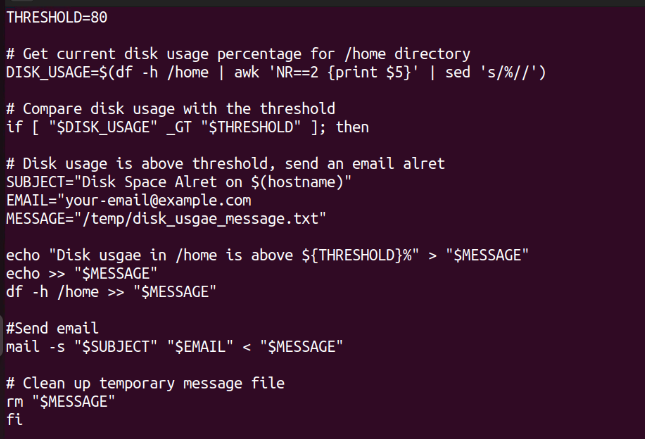 THRESHOLD=80
# Get current disk usage percentage for /home directory
DISK_USAGE=$(df -h /home | awk 'NR==2 {print $5}' | sed 's/%//')
# Compare disk usage with the threshold
if [ "$DISK_USAGE" _GT "$THRESHOLD" ]; then
# Disk usage is above threshold, send an email alret
SUBJECT="Disk Space Alret on $(hostname)"
EMAIL="your-email@example.com
MESSAGE="/temp/disk_usgae_message.txt"
echo "Disk usgae in /home is above ${THRESHOLD}%" > "$MESSAGE"
echo >> "$MESSAGE"
df -h /home >> "$MESSAGE"
#Send email
mail -s "$SUBJECT" "$EMAIL" < "$MESSAGE"
# Clean up temporary message file
rm "$MESSAGE"
fi